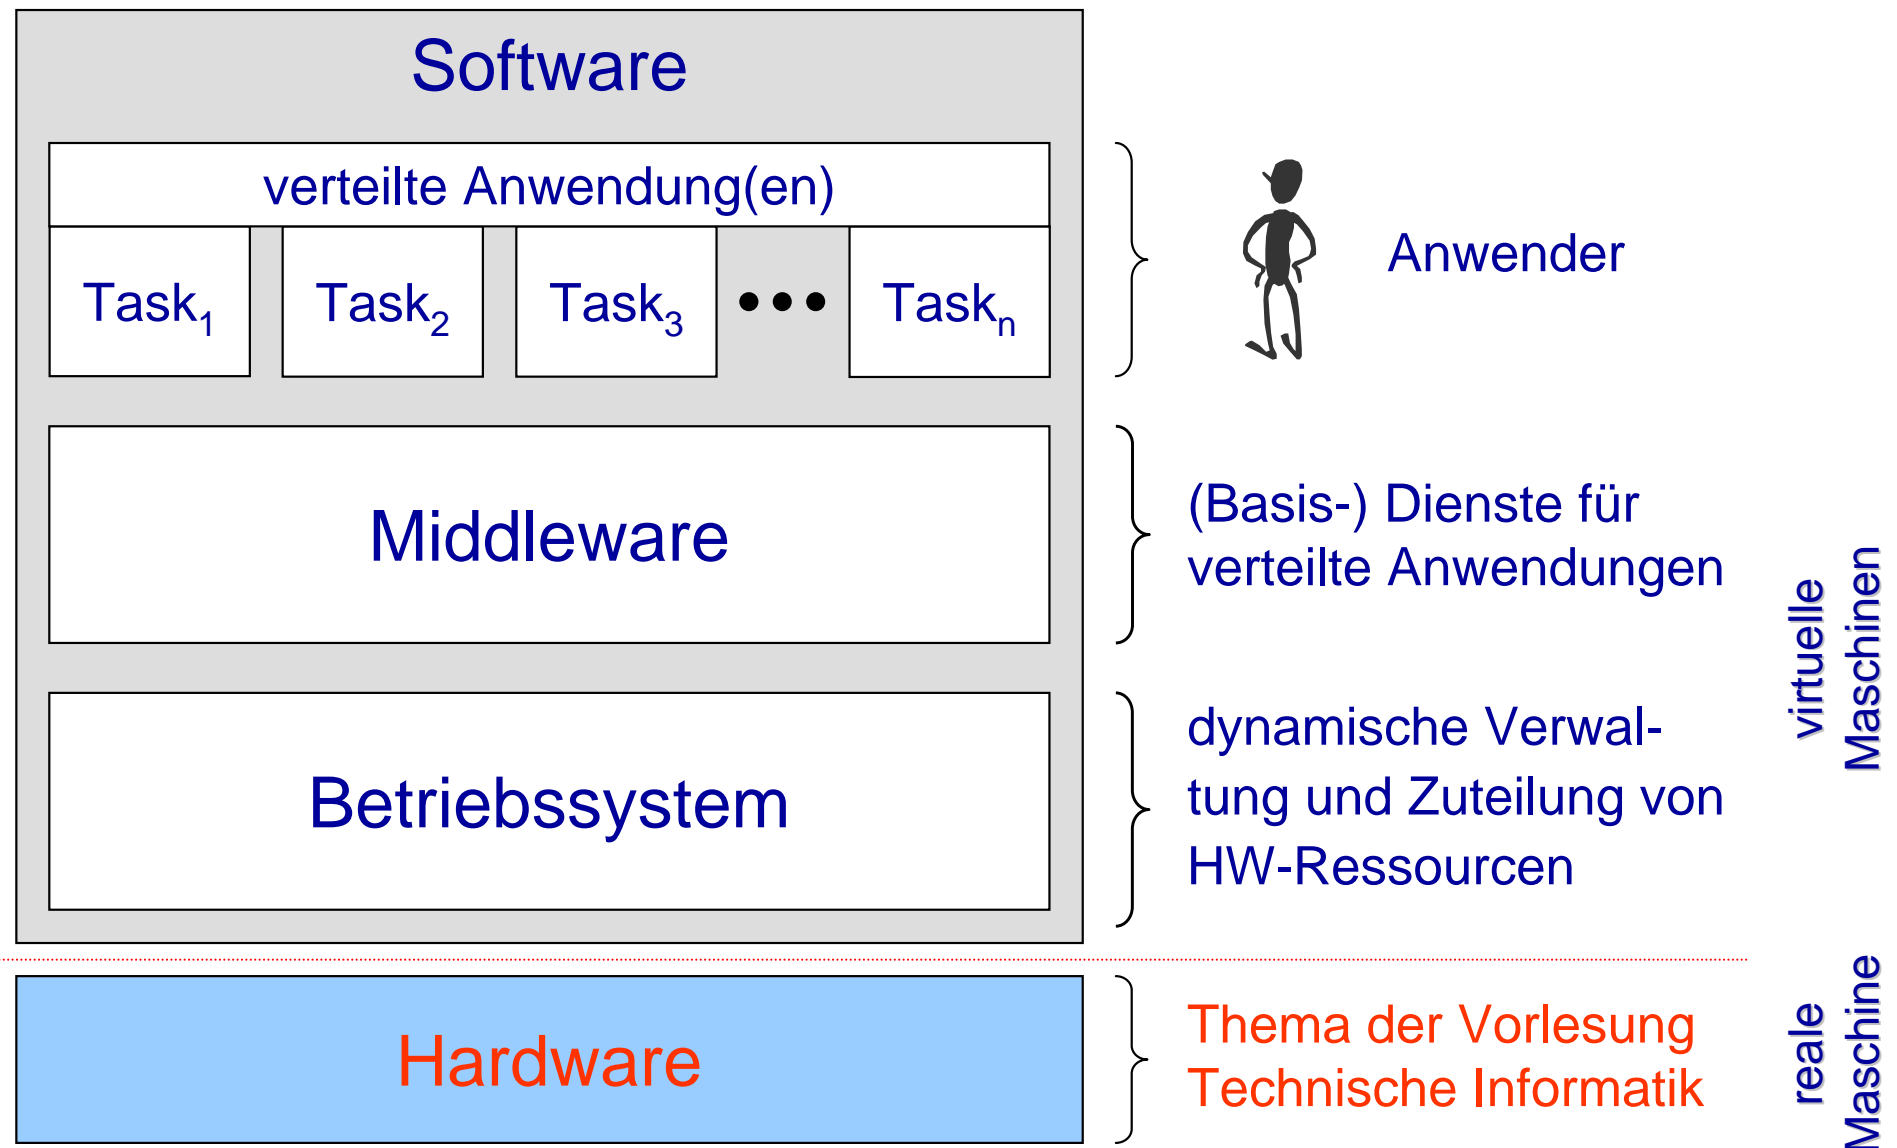 Software
verteilte Anwendung(en)
Task1 Task2 Task3 ••• Taskn
Anwender
Middleware
(Basis-) Dienste für
verteilte Anwendungen
Betriebssystem
dynamische Verwal-
tung und Zuteilung von
HW-Ressourcen
virtuelle
Maschinen
Hardware
Thema der Vorlesung
Technische Informatik
reale
Maschine